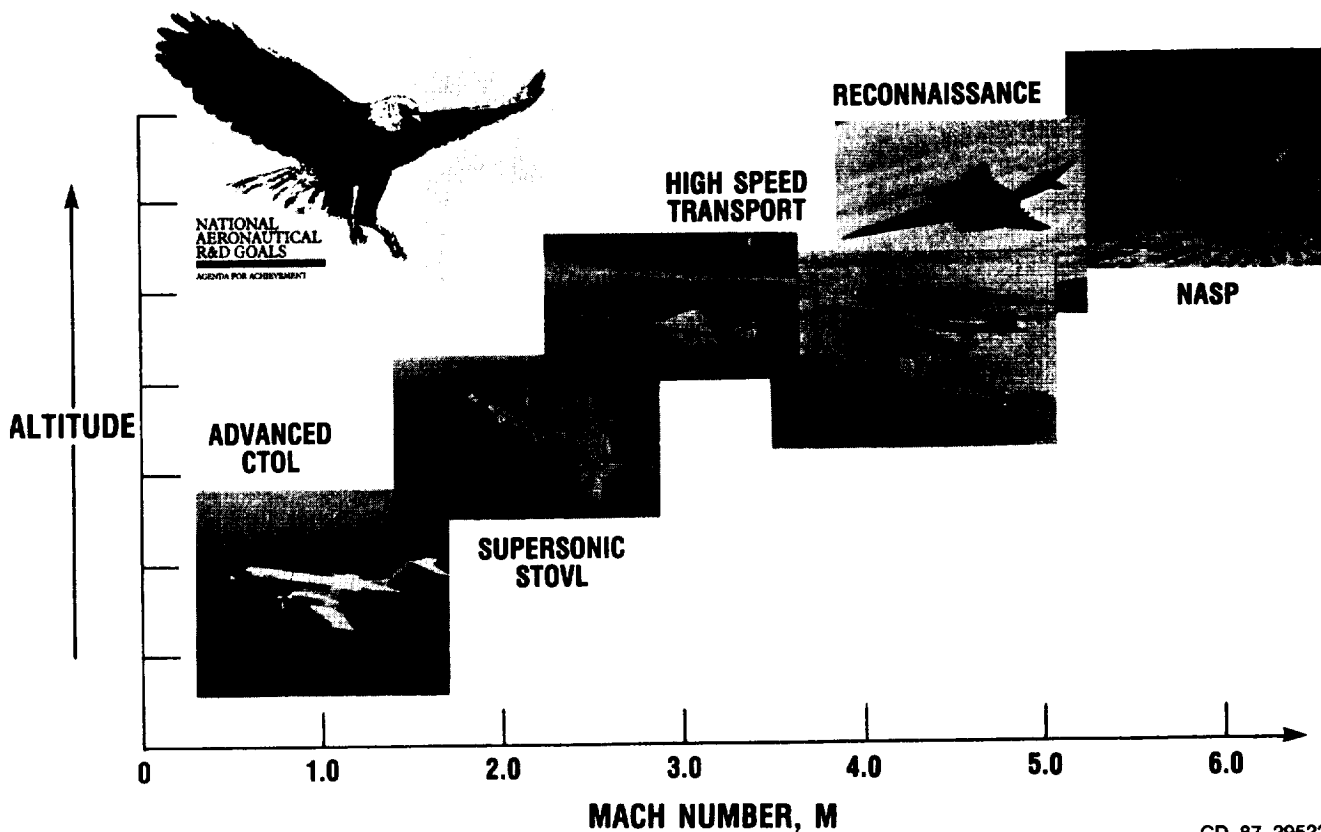 RECONNAISSANCE
HIGH SPEED
TRANSPORT
NATIONAL
AERONAUTICAL
R&D GOALS
AGENDA FOR ACHIEVEMENT
NASP
ALTITUDE
ADVANCED
CTOL
SUPERSONIC
STOVL
0 1.0 2.0 3.0 4.0 5.0 6.0
MACH NUMBER, M